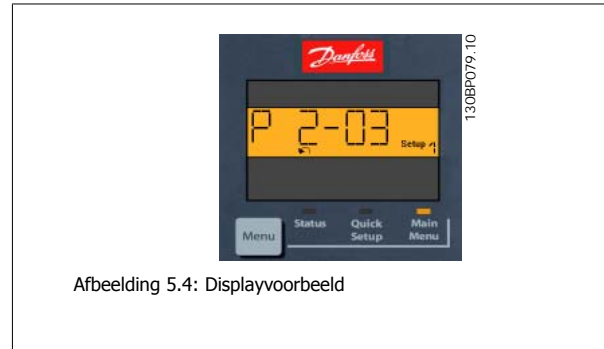 Danfoss
130BP079.10
P 2-03
Setup 1
Status
Quick Setup
Main Menu
Menu
Afbeelding 5.4: Displayvoorbeeld